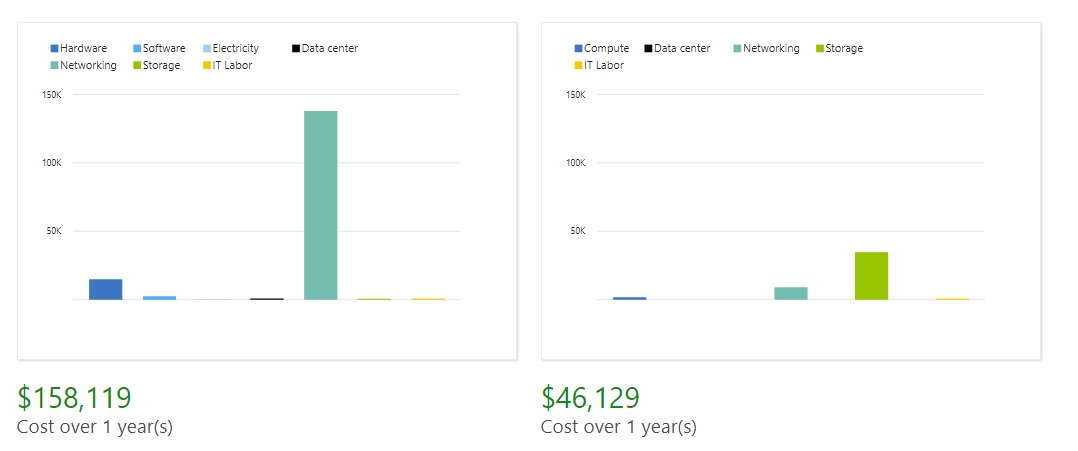 Hardware Software Electricity Data center
Networking Storage IT Labor
150K
100K
50K
$158,119
Cost over 1 year(s)
Compute Data center Networking Storage
IT Labor
150K
100K
50K
$46,129
Cost over 1 year(s)